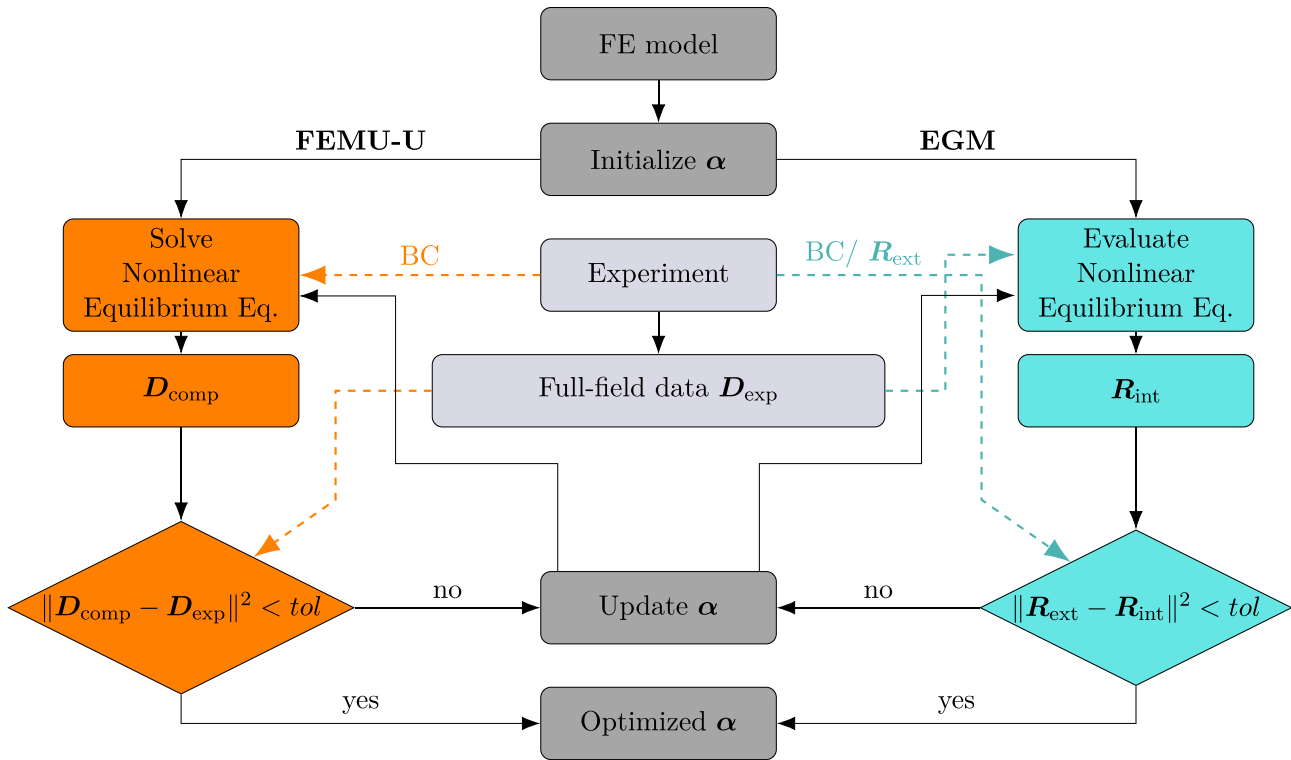 FE model
FEMU-U
EGM
Initialize α
Solve
Nonlinear
Equilibrium Eq.
BC
Experiment
BC/ R_ext
Evaluate
Nonlinear
Equilibrium Eq.
D_comp
Full-field data D_exp
R_int
‖D_comp − D_exp‖² < tol
no
Update α
no
‖R_ext − R_int‖² < tol
yes
Optimized α
yes